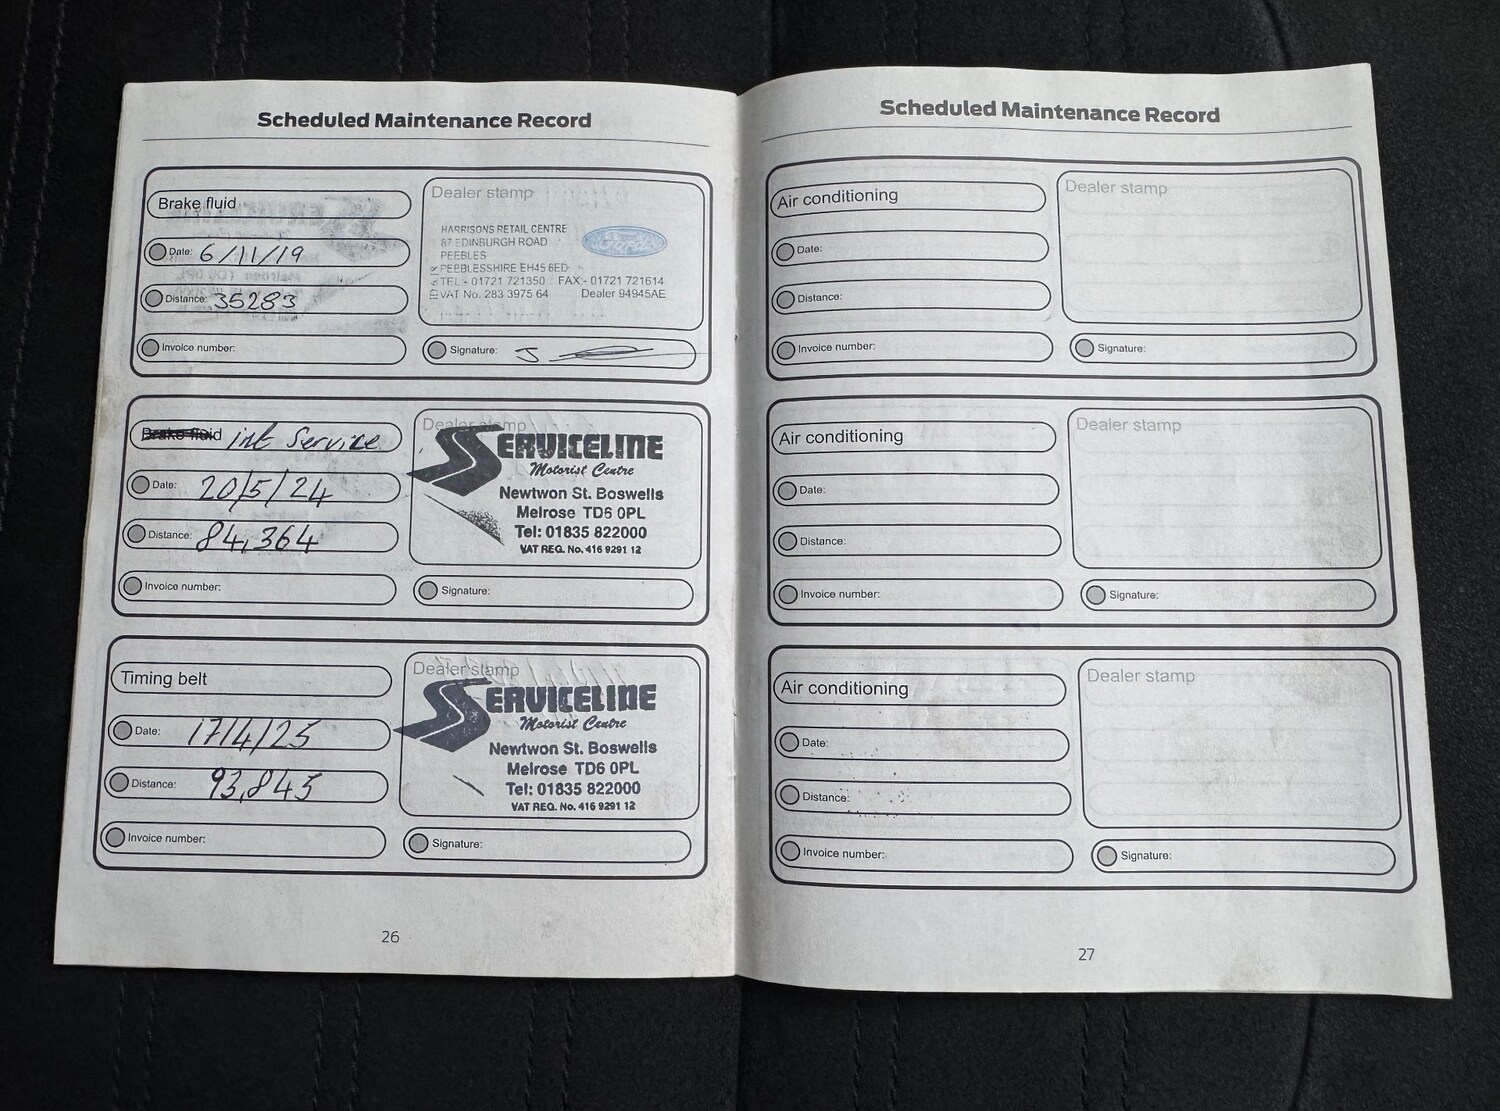 Scheduled Maintenance Record
Brake fluid
Date: 6/11/19
Distance: 35283
Invoice number:
Dealer stamp
HARRISONS RETAIL CENTRE
87 EDINBURGH ROAD
PEEBLES
PEEBLESSHIRE EH45 8ED
TEL:- 01721 721350 FAX:- 01721 721614
VAT No. 283 3975 64 Dealer 94945AE
Ford
Signature:
Brake fluid int Service
Date: 20/5/24
Distance: 84,364
Invoice number:
Dealer stamp
SERVICELINE
Motorist Centre
Newtwon St. Boswells
Melrose TD6 0PL
Tel: 01835 822000
VAT REG. No. 416 9291 12
Signature:
Timing belt
Date: 17/4/25
Distance: 93,845
Invoice number:
Dealer stamp
SERVICELINE
Motorist Centre
Newtwon St. Boswells
Melrose TD6 0PL
Tel: 01835 822000
VAT REG. No. 416 9291 12
Signature:
26
Scheduled Maintenance Record
Air conditioning
Date:
Distance:
Invoice number:
Dealer stamp
Signature:
Air conditioning
Date:
Distance:
Invoice number:
Dealer stamp
Signature:
Air conditioning
Date:
Distance:
Invoice number:
Dealer stamp
Signature:
27